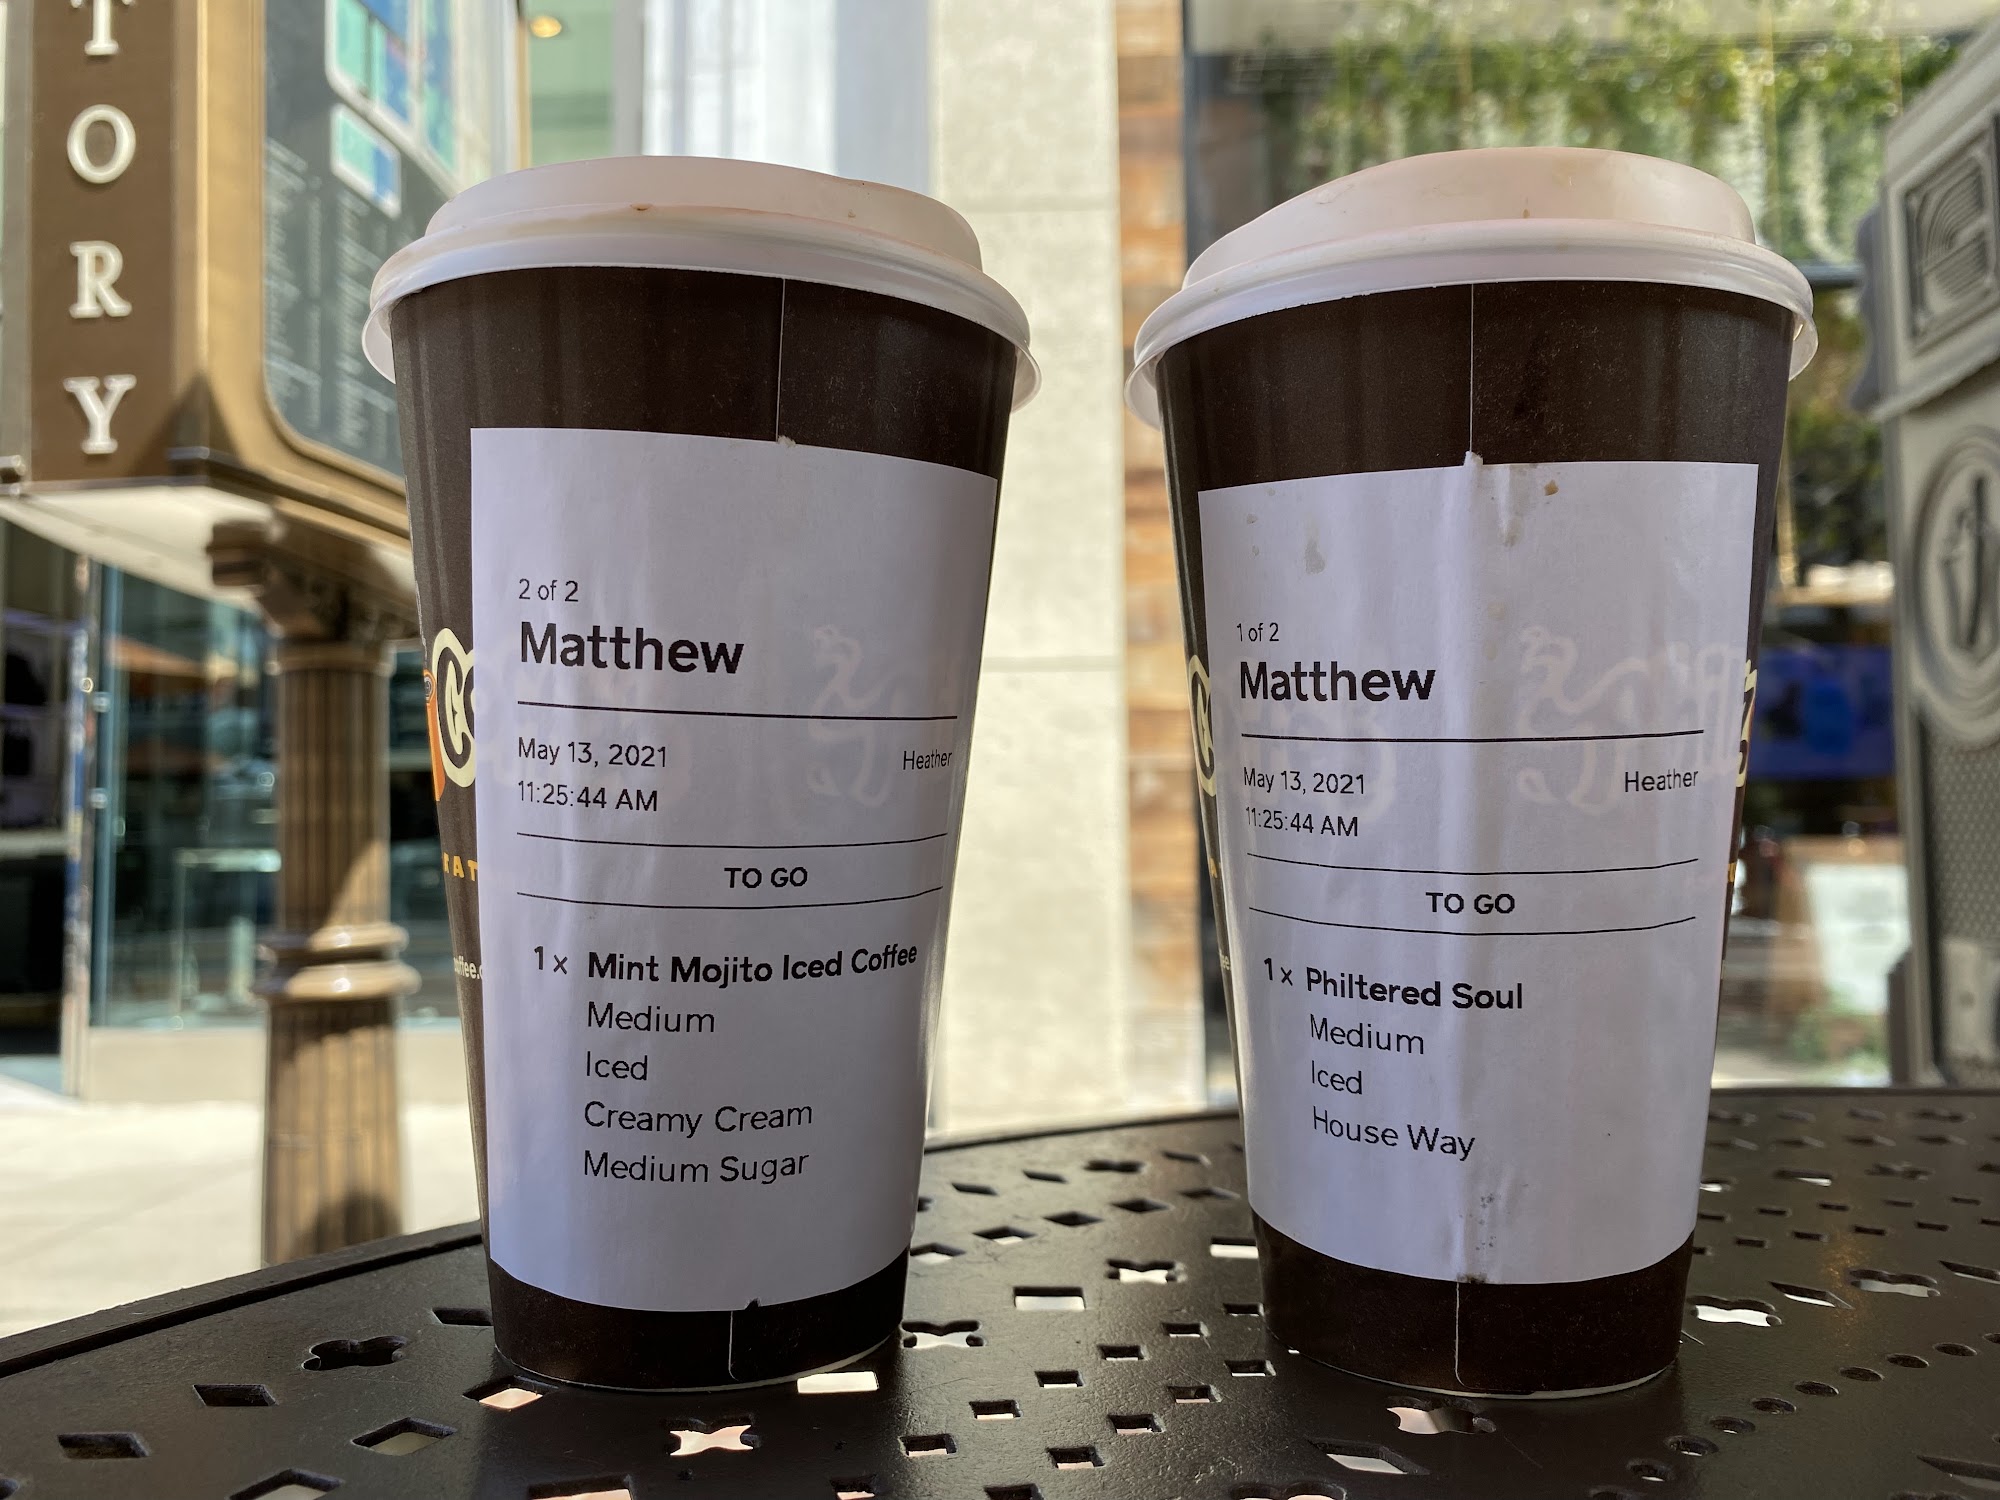 TORY
2 of 2
Matthew
May 13, 2021 Heather
11:25:44 AM
TO GO
1 x Mint Mojito Iced Coffee
Medium
Iced
Creamy Cream
Medium Sugar
1 of 2
Matthew
May 13, 2021 Heather
11:25:44 AM
TO GO
1 x Philtered Soul
Medium
Iced
House Way